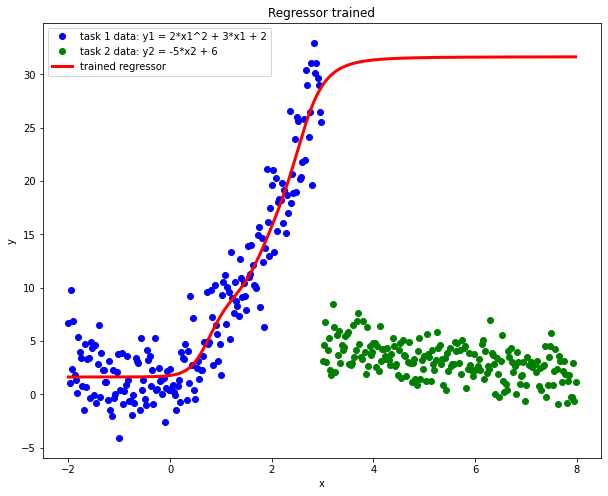 Regressor trained
task 1 data: y1 = 2*x1^2 + 3*x1 + 2
task 2 data: y2 = -5*x2 + 6
trained regressor
30
25
20
15
10
5
0
−5
y
−2
0
2
4
6
8
x